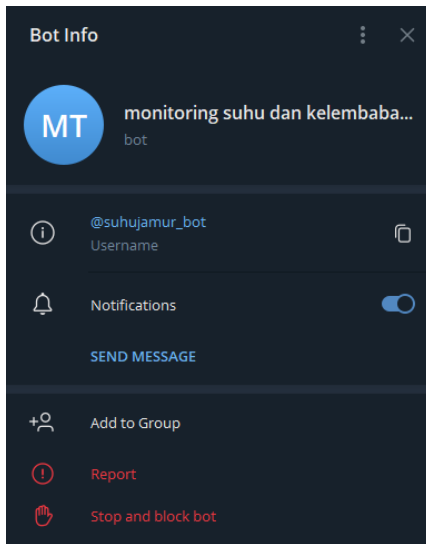 Bot Info
MT
monitoring suhu dan kelembaba...
bot
@suhujamur_bot
Username
Notifications
SEND MESSAGE
Add to Group
Report
Stop and block bot